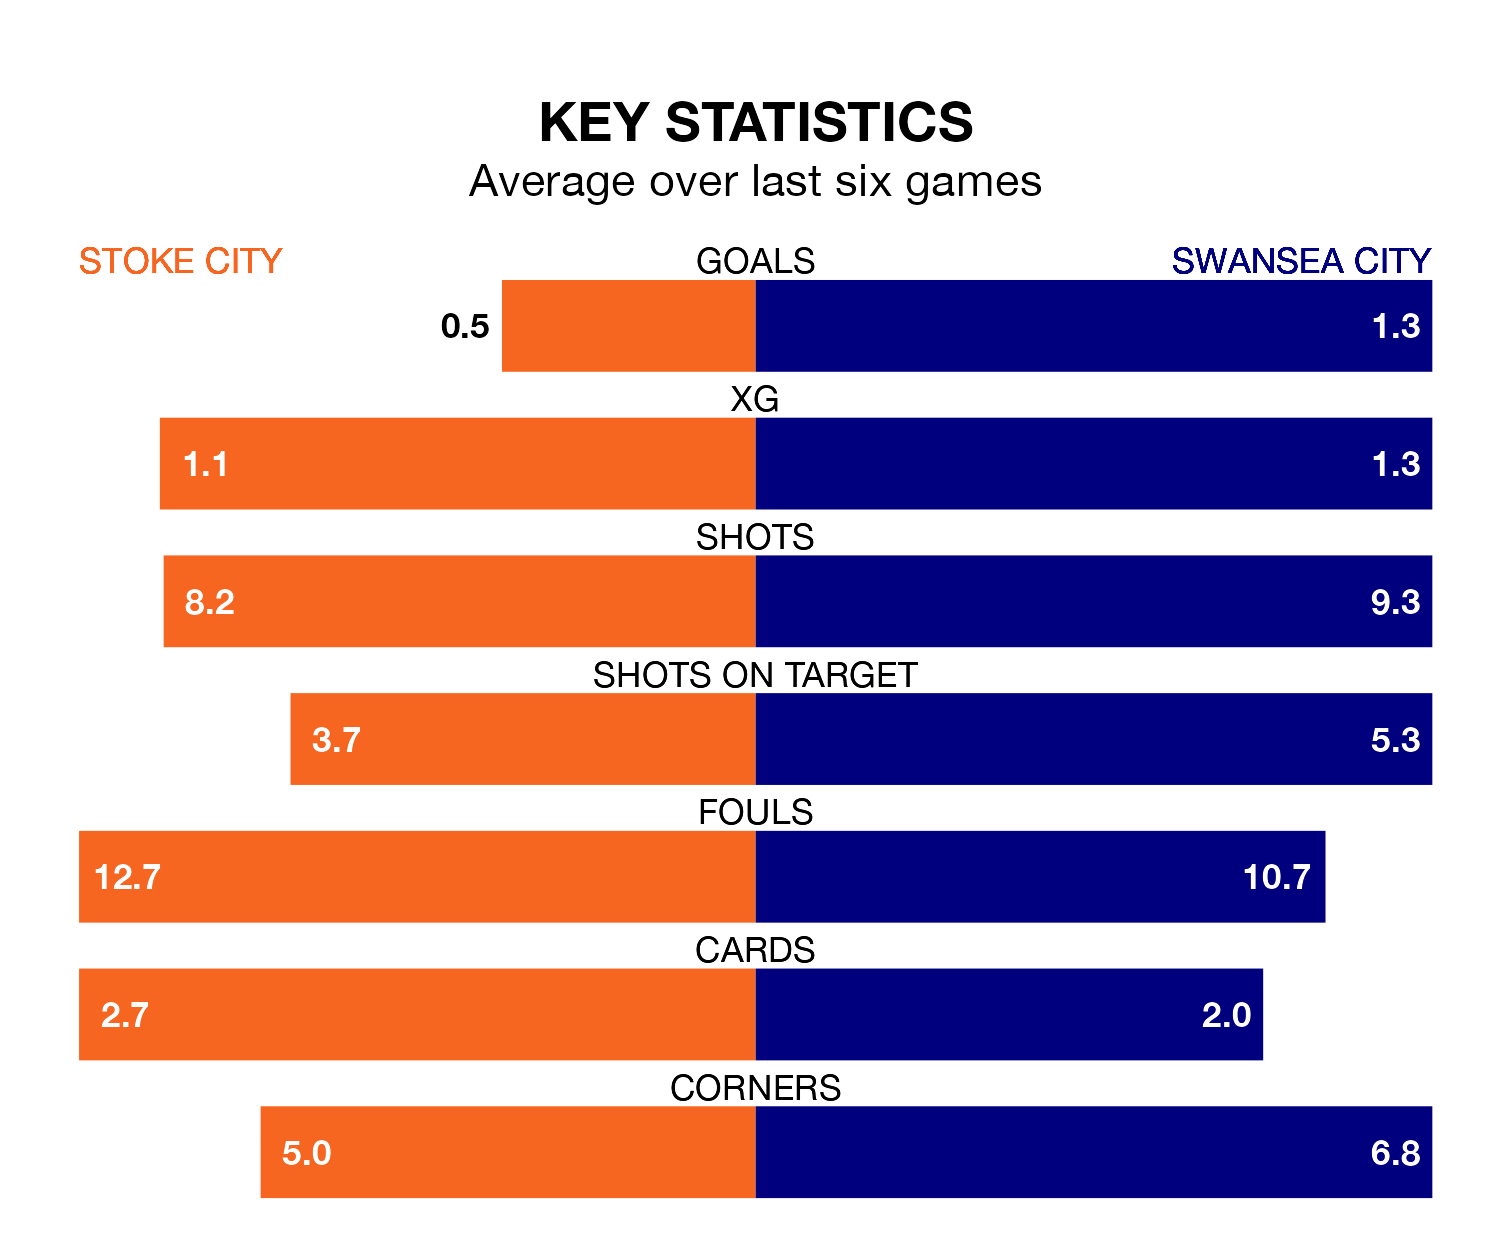 KEY STATISTICS
Average over last six games
STOKE CITY GOALS SWANSEA CITY
0.5 1.3
XG
1.1 1.3
SHOTS
8.2 9.3
SHOTS ON TARGET
3.7 5.3
FOULS
12.7 10.7
CARDS
2.7 2.0
CORNERS
5.0 6.8